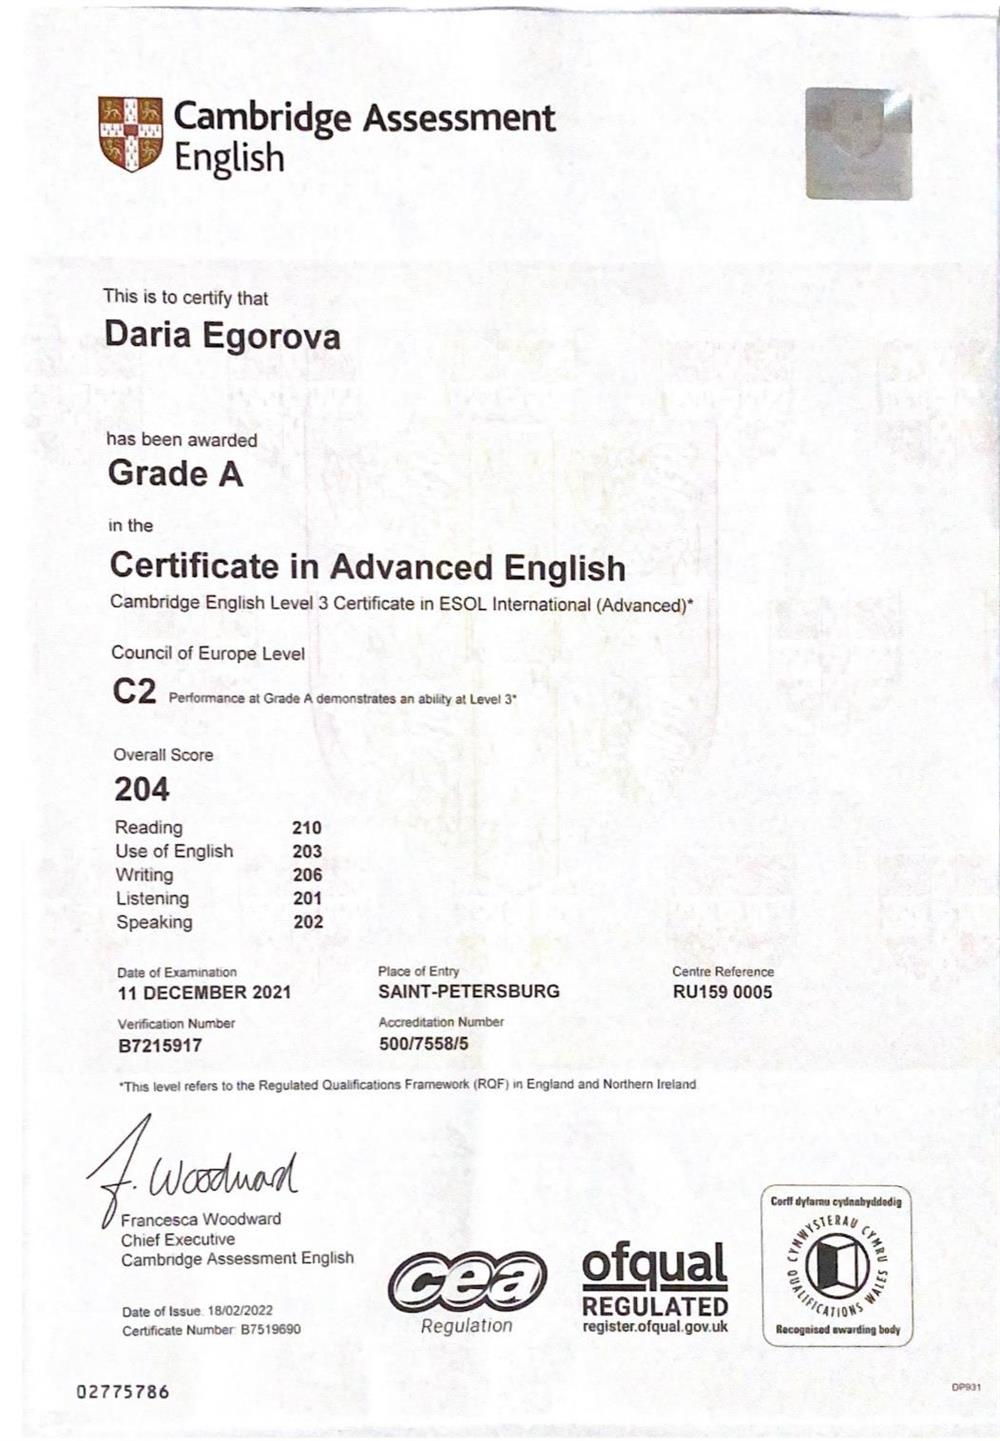 Cambridge Assessment
English
This is to certify that
Daria Egorova
has been awarded
Grade A
in the
Certificate in Advanced English
Cambridge English Level 3 Certificate in ESOL International (Advanced)*
Council of Europe Level
C2 Performance at Grade A demonstrates an ability at Level 3*
Overall Score
204
Reading 210
Use of English 203
Writing 206
Listening 201
Speaking 202
Date of Examination Place of Entry Centre Reference
11 DECEMBER 2021 SAINT-PETERSBURG RU159 0005
Verification Number Accreditation Number
B7215917 500/7558/5
*This level refers to the Regulated Qualifications Framework (RQF) in England and Northern Ireland
F. Woodward
Francesca Woodward
Chief Executive
Cambridge Assessment English
Date of Issue 18/02/2022
Certificate Number B7519690
cea
Regulation
ofqual
REGULATED
register.ofqual.gov.uk
Corff dyfarnu cydnabyddedig
CYMWYSTERAU CYMRU
QUALIFICATIONS WALES
Recognised awarding body
02775786
DP931